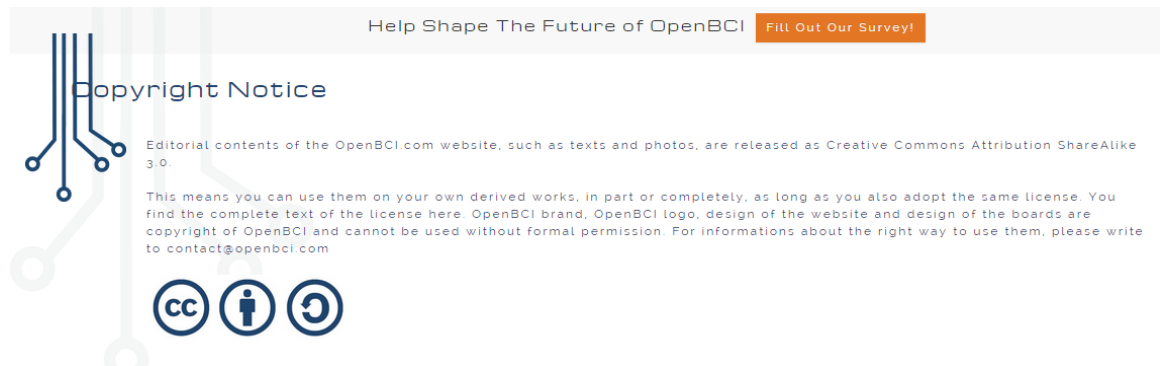 Help Shape The Future of OpenBCI Fill Out Our Survey!
Copyright Notice
Editorial contents of the OpenBCI.com website, such as texts and photos, are released as Creative Commons Attribution ShareAlike
3.0.
This means you can use them on your own derived works, in part or completely, as long as you also adopt the same license. You
find the complete text of the license here. OpenBCI brand, OpenBCI logo, design of the website and design of the boards are
copyright of OpenBCI and cannot be used without formal permission. For informations about the right way to use them, please write
to contact@openbci.com
cc